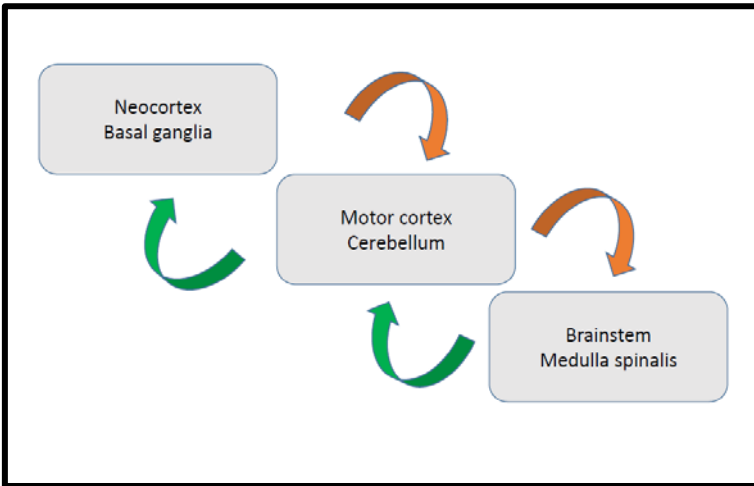 Neocortex
Basal ganglia
Motor cortex
Cerebellum
Brainstem
Medulla spinalis